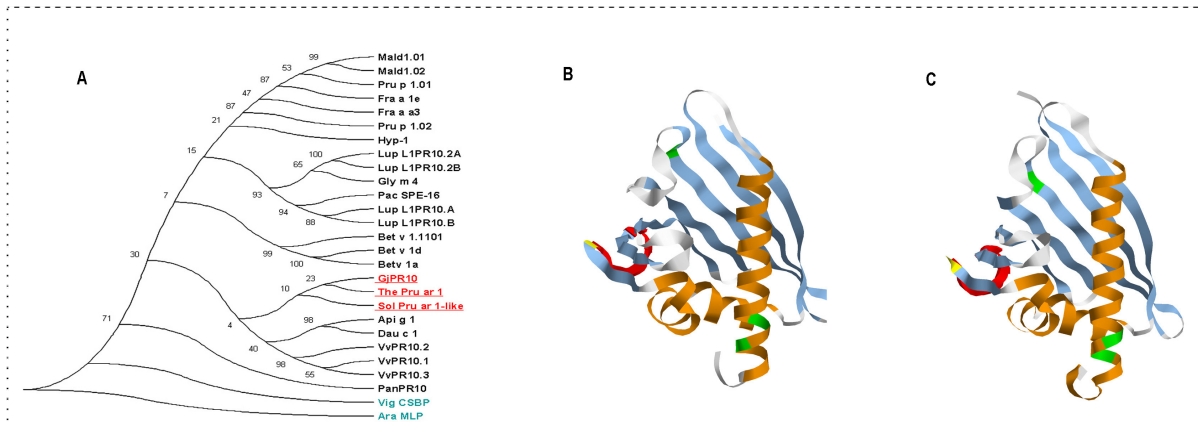 A
B
C
99
Mald1.01
53
Mald1.02
87
Pru p 1.01
47
Fra a 1e
87
Fra a a3
21
Pru p 1.02
Hyp-1
15
100
Lup L1PR10.2A
65
Lup L1PR10.2B
Gly m 4
7
93
Pac SPE-16
94
Lup L1PR10.A
88
Lup L1PR10.B
Bet v 1.1101
99
Bet v 1d
30
100
Betv 1a
23
GjPR10
10
The Pru ar 1
Sol Pru ar 1-like
71
4
98
Api g 1
Dau c 1
40
VvPR10.2
98
VvPR10.1
55
VvPR10.3
PanPR10
Vig CSBP
Ara MLP